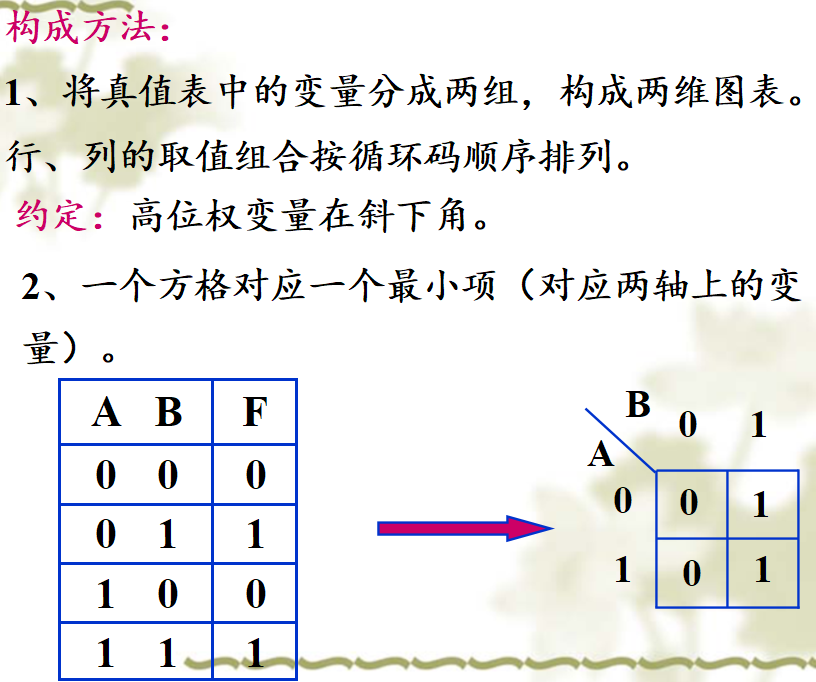 构成方法：
1、将真值表中的变量分成两组，构成两维图表。
行、列的取值组合按循环码顺序排列。
约定：高位权变量在斜下角。
2、一个方格对应一个最小项（对应两轴上的变
量）。
A B F
0 0 0
0 1 1
1 0 0
1 1 1
B 0 1
A
0 0 1
1 0 1